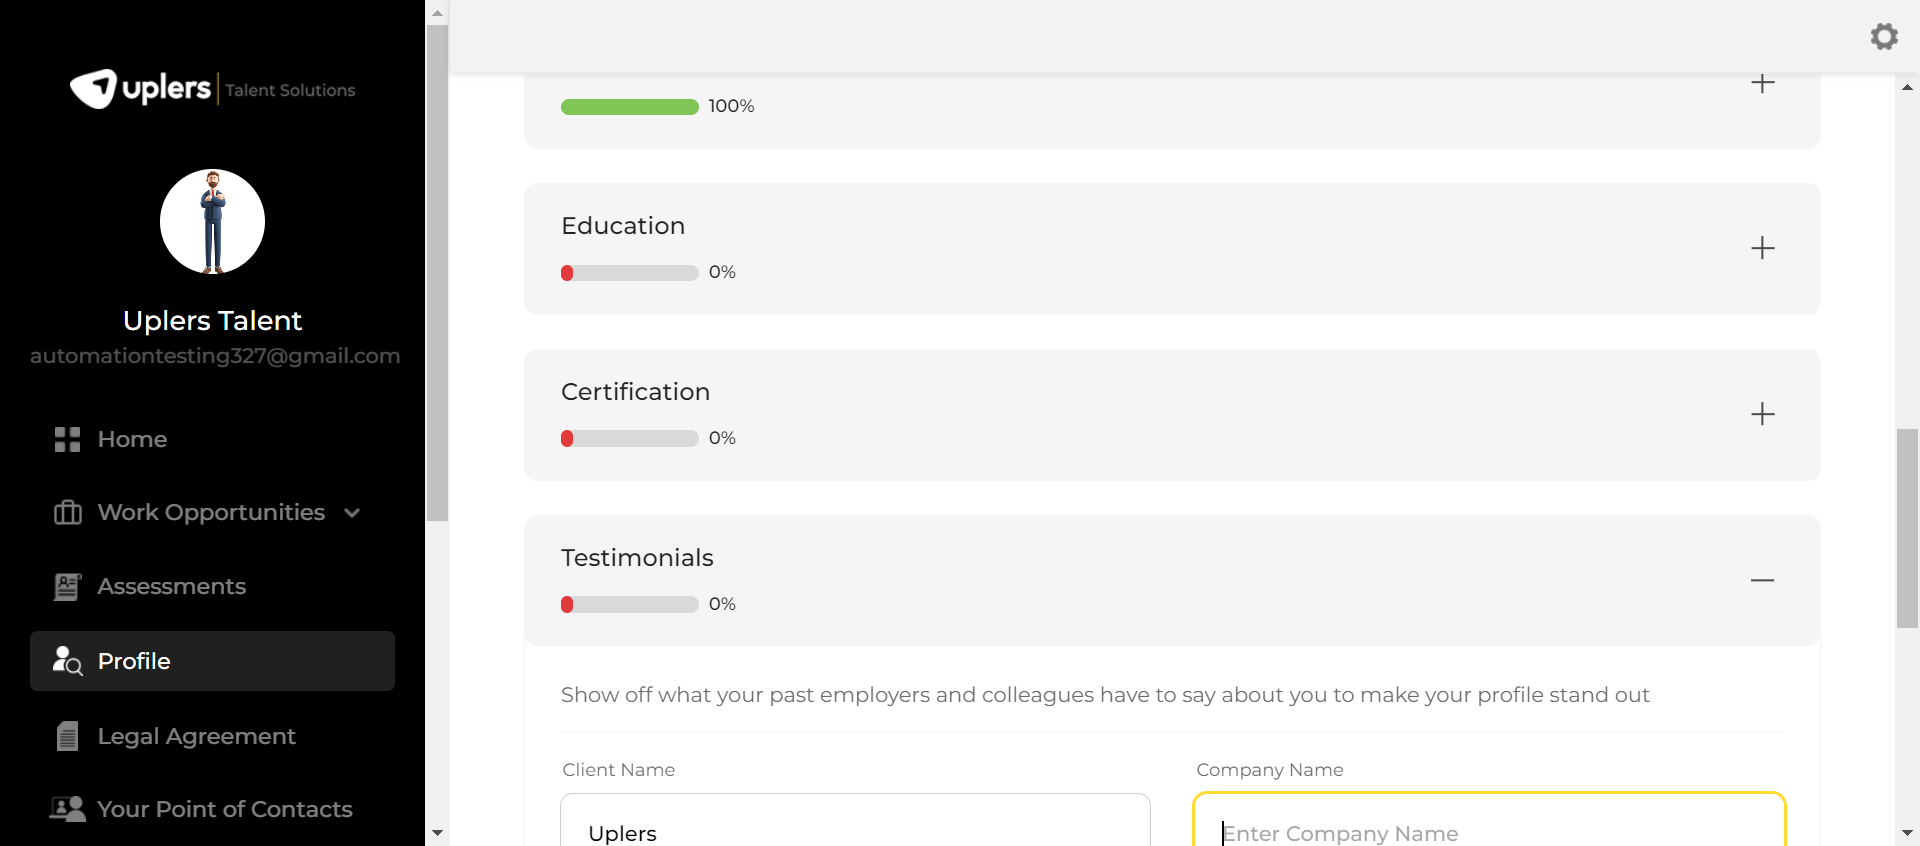 uplers Talent Solutions
Uplers Talent
automationtesting327@gmail.com
Home
Work Opportunities
Assessments
Profile
Legal Agreement
Your Point of Contacts
100%
Education
0%
Certification
0%
Testimonials
0%
Show off what your past employers and colleagues have to say about you to make your profile stand out
Client Name
Company Name
Uplers
Enter Company Name